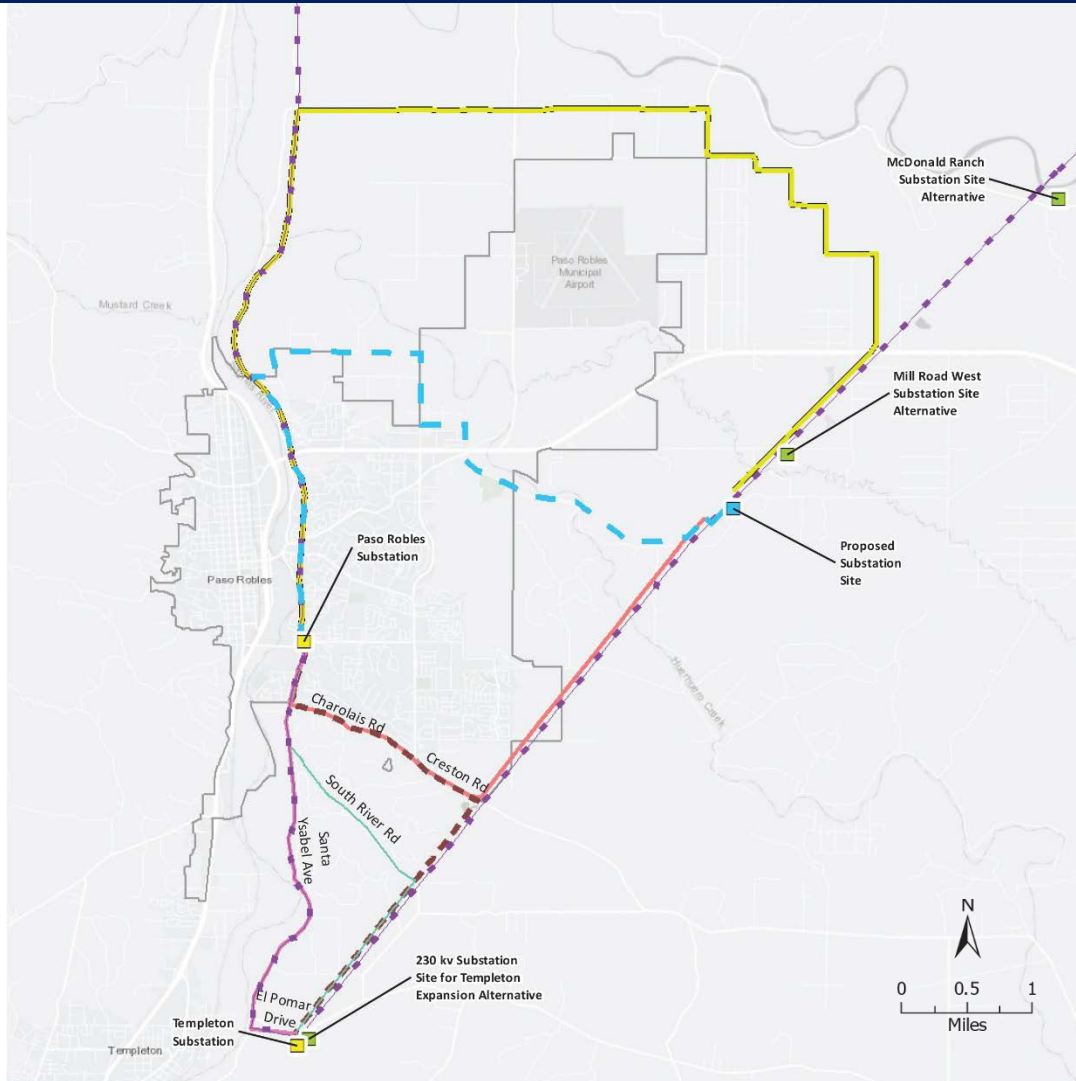 McDonald Ranch
Substation Site
Alternative
Paso Robles
Municipal
Airport
Mustard Creek
Mill Road West
Substation Site
Alternative
Paso Robles
Substation
Proposed
Substation
Site
Paso Robles
Huerhuero Creek
Charolais Rd
Creston Rd
South River Rd
Santa
Ysabel Ave
N
230 kv Substation
Site for Templeton
Expansion Alternative
El Pomar
Drive
Templeton
Substation
Templeton
0 0.5 1
Miles